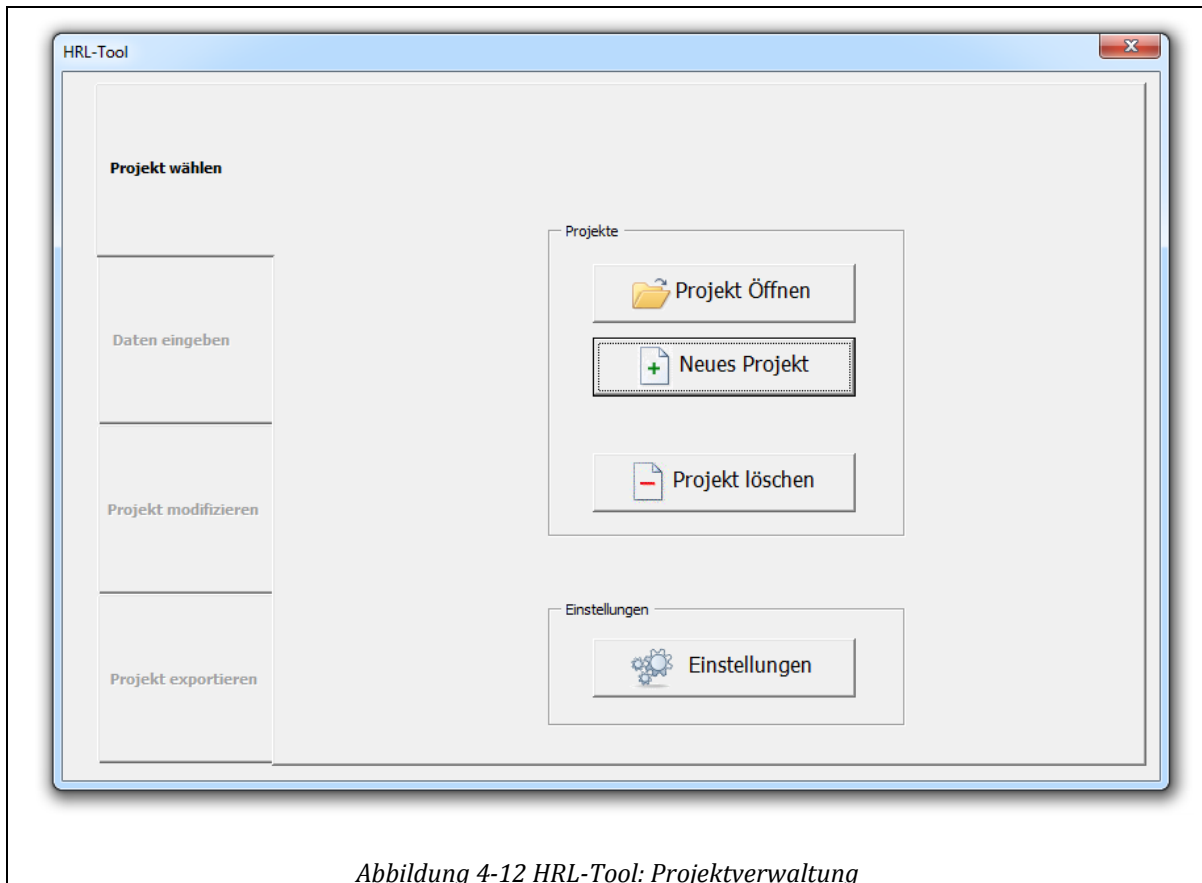 HRL-Tool
Projekt wählen
Daten eingeben
Projekt modifizieren
Projekt exportieren
Projekte
Projekt Öffnen
Neues Projekt
Projekt löschen
Einstellungen
Einstellungen
Abbildung 4-12 HRL-Tool: Projektverwaltung